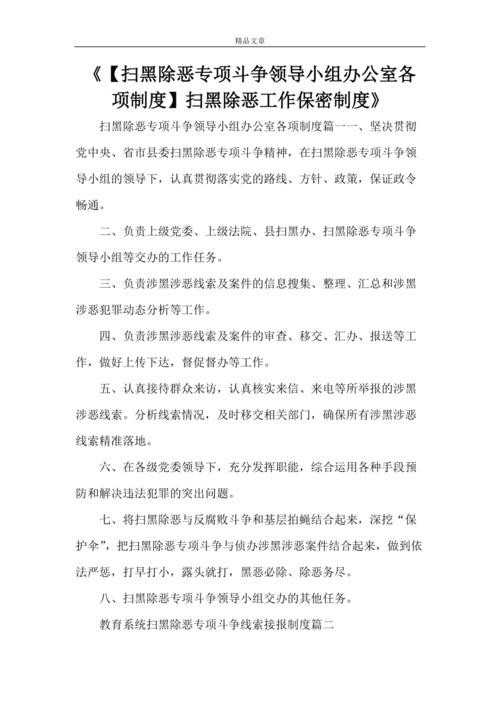 精品文章
《【扫黑除恶专项斗争领导小组办公室各
项制度】扫黑除恶工作保密制度》
扫黑除恶专项斗争领导小组办公室各项制度篇一一、坚决贯彻
党中央、省市县委扫黑除恶专项斗争精神，在扫黑除恶专项斗争领
导小组的领导下，认真贯彻落实党的路线、方针、政策，保证政令
畅通。
二、负责上级党委、上级法院、县扫黑办、扫黑除恶专项斗争
领导小组等交办的工作任务。
三、负责涉黑涉恶线索及案件的信息搜集、整理、汇总和涉黑
涉恶犯罪动态分析等工作。
四、负责涉黑涉恶线索及案件的审查、移交、汇办、报送等工
作，做好上传下达，督促督办等工作。
五、认真接待群众来访，认真核实来信、来电等所举报的涉黑
涉恶线索。分析线索情况，及时移交相关部门，确保所有涉黑涉恶
线索精准落地。
六、在各级党委领导下，充分发挥职能，综合运用各种手段预
防和解决违法犯罪的突出问题。
七、将扫黑除恶与反腐败斗争和基层拍蝇结合起来，深挖“保
护伞”，把扫黑除恶专项斗争与侦办涉黑涉恶案件结合起来，做到依
法严惩，打早打小，露头就打，黑恶必除、除恶务尽。
八、扫黑除恶专项斗争领导小组交办的其他任务。
教育系统扫黑除恶专项斗争线索接报制度篇二